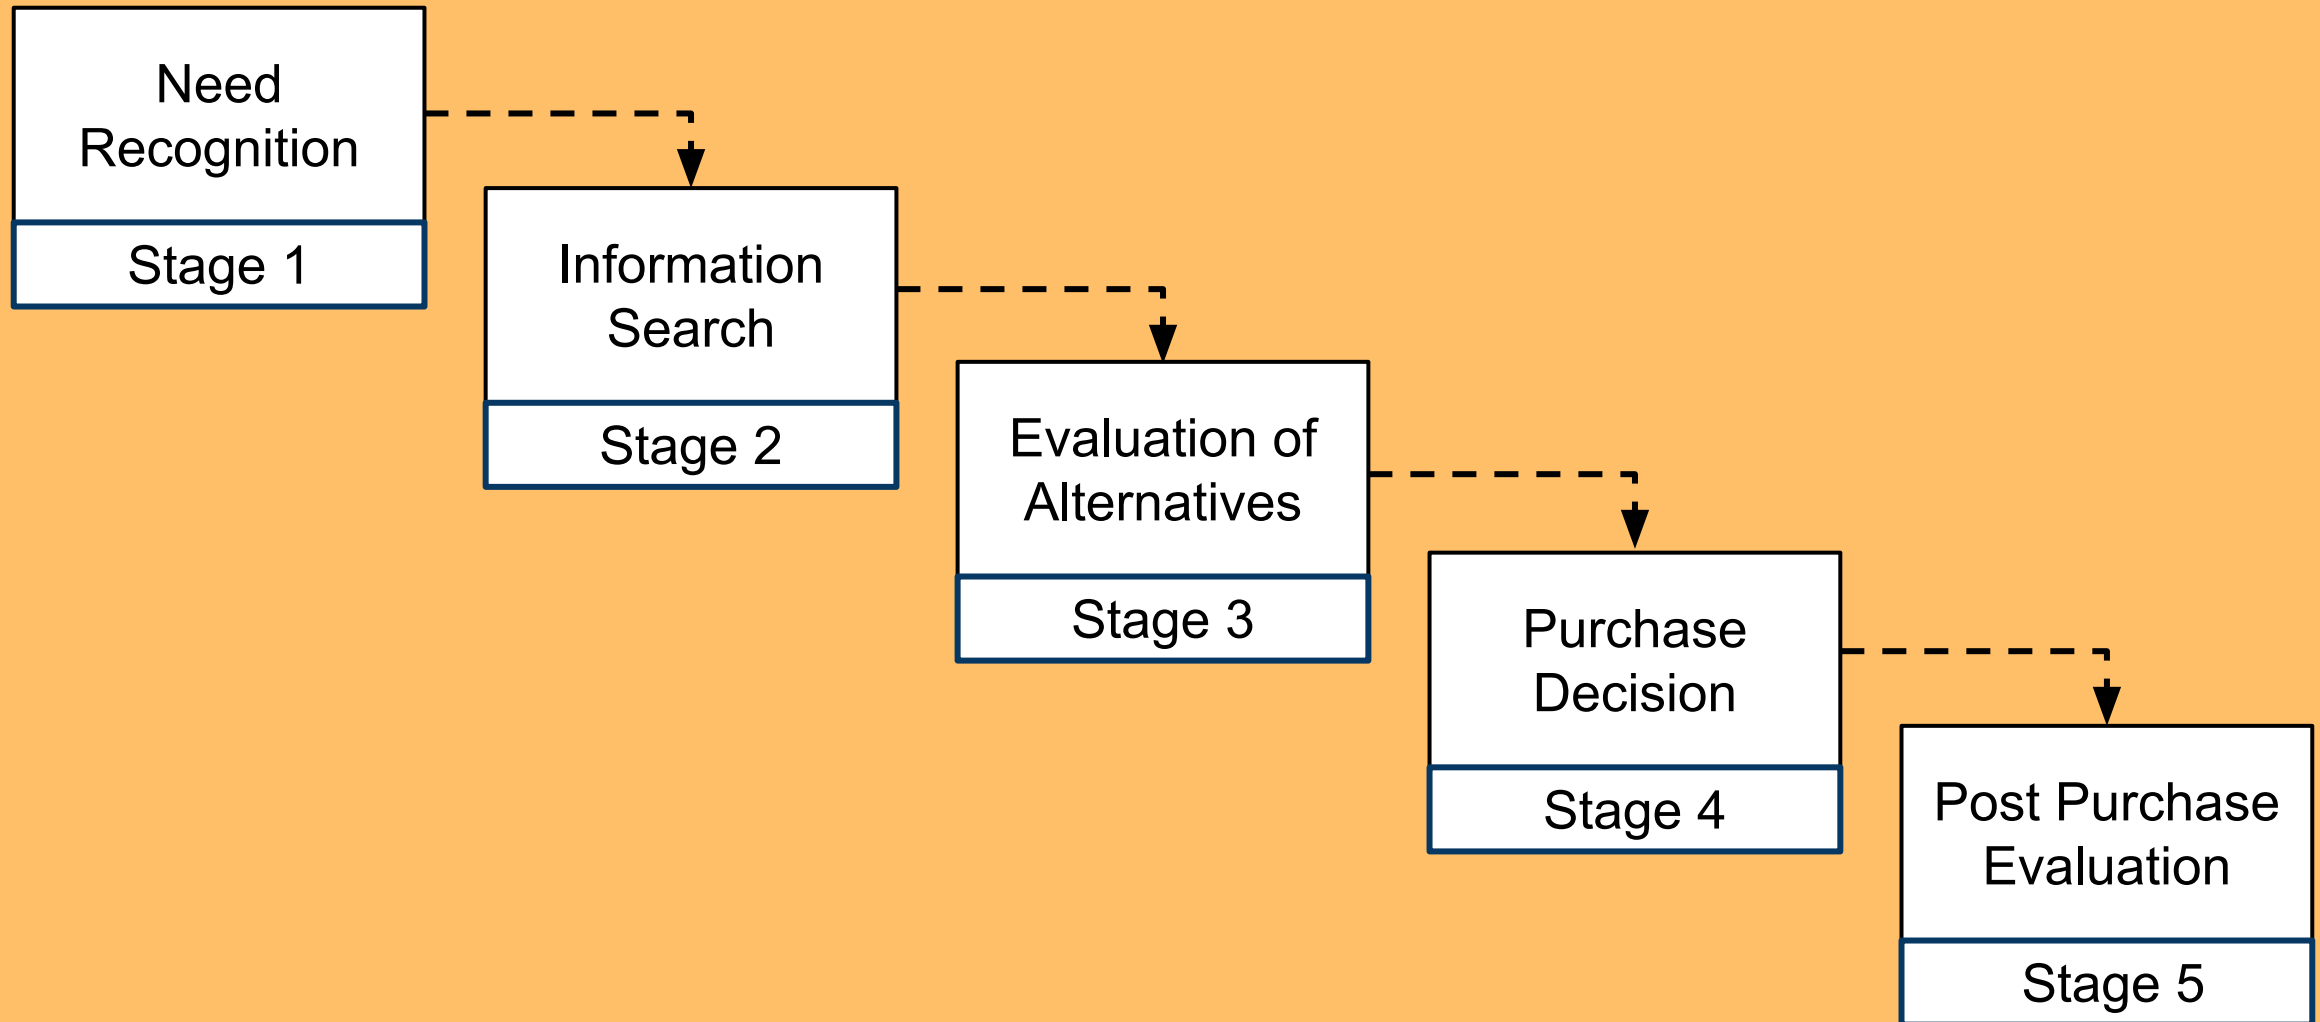 Need
Recognition
Stage 1
Information
Search
Stage 2
Evaluation of
Alternatives
Stage 3
Purchase
Decision
Stage 4
Post Purchase
Evaluation
Stage 5